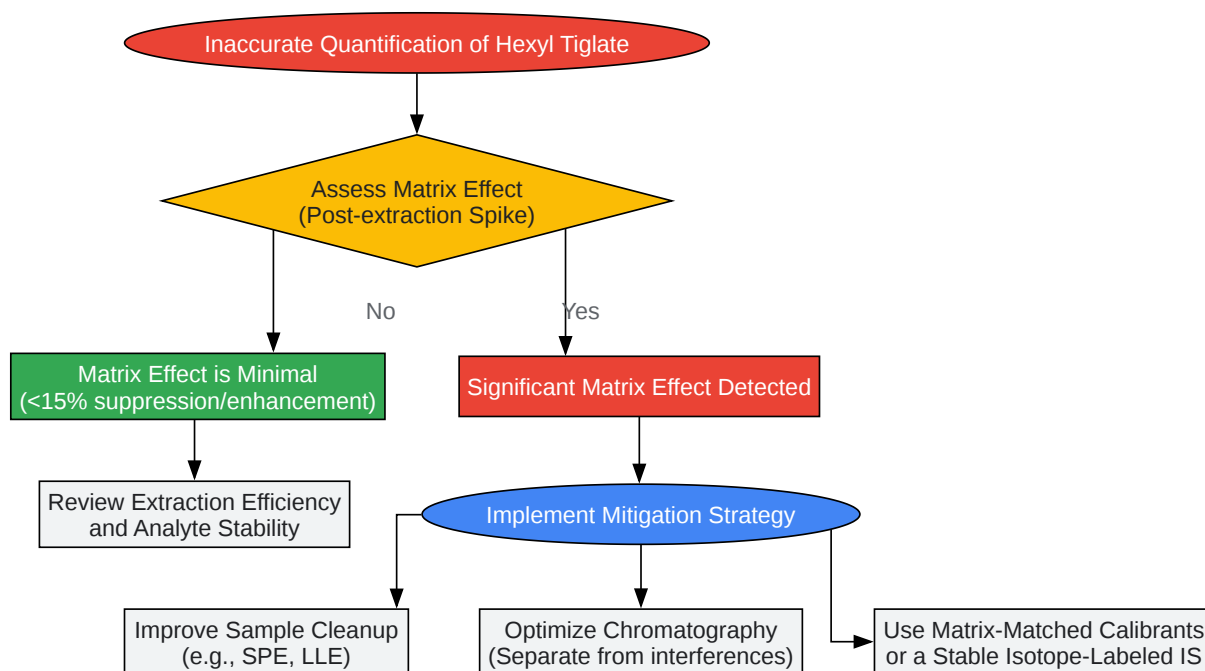 Inaccurate Quantification of Hexyl Tiglate
Assess Matrix Effect
(Post-extraction Spike)
No
Yes
Matrix Effect is Minimal
(<15% suppression/enhancement)
Significant Matrix Effect Detected
Review Extraction Efficiency
and Analyte Stability
Implement Mitigation Strategy
Improve Sample Cleanup
(e.g., SPE, LLE)
Optimize Chromatography
(Separate from interferences)
Use Matrix-Matched Calibrants
or a Stable Isotope-Labeled IS